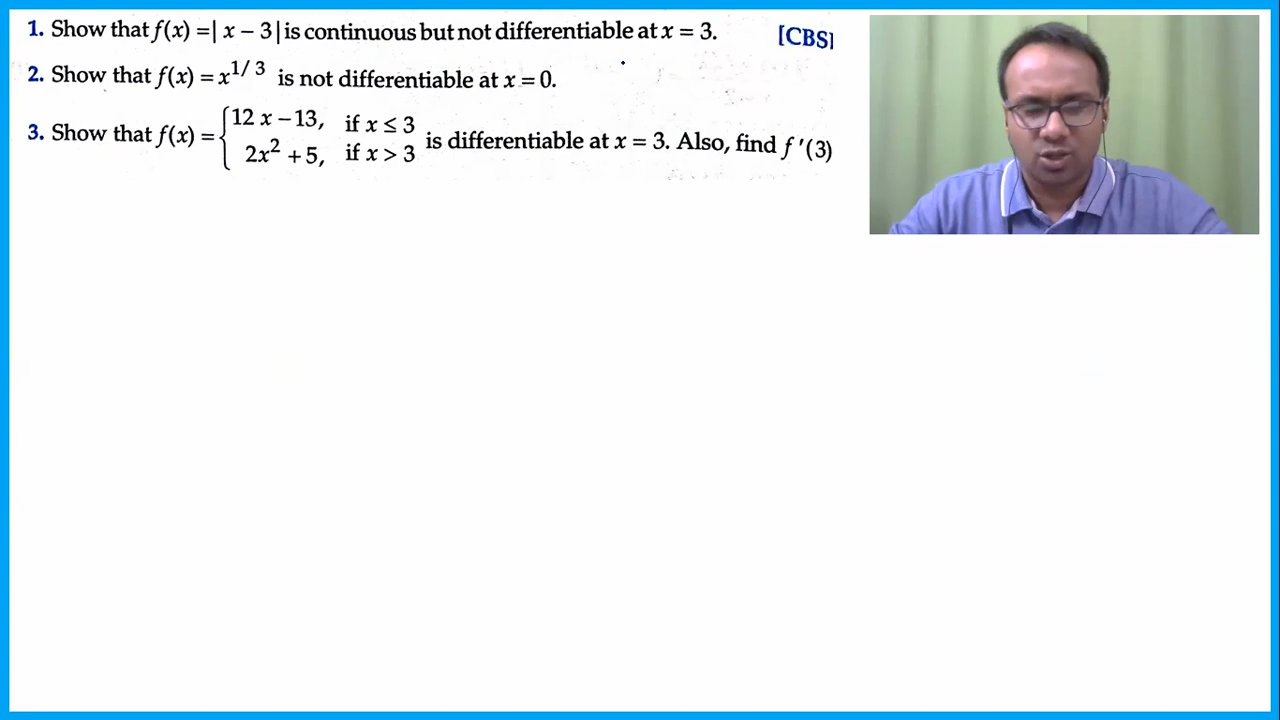 1. Show that f(x) =| x − 3| is continuous but not differentiable at x = 3. [CBS]
2. Show that f(x) = x^1/3 is not differentiable at x = 0.
3. Show that f(x) = { 12 x − 13, if x ≤ 3
2x² + 5, if x > 3 is differentiable at x = 3. Also, find f '(3)